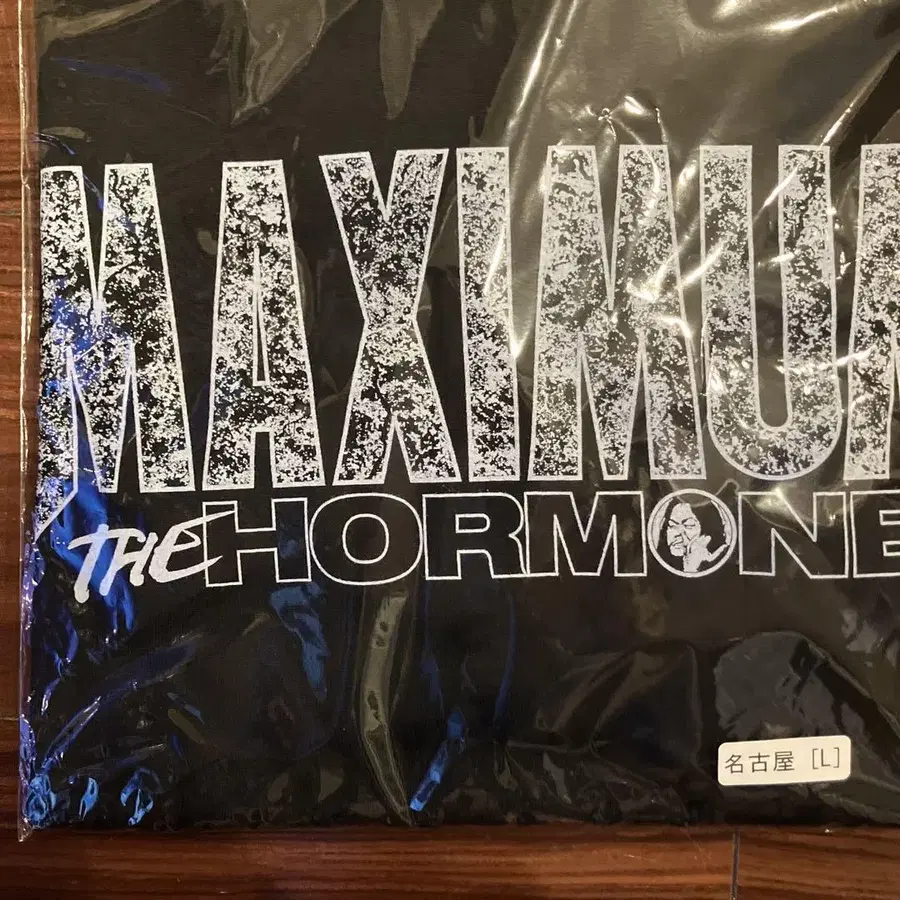 MAXIMUM
THE HORMONE
名古屋 [L]